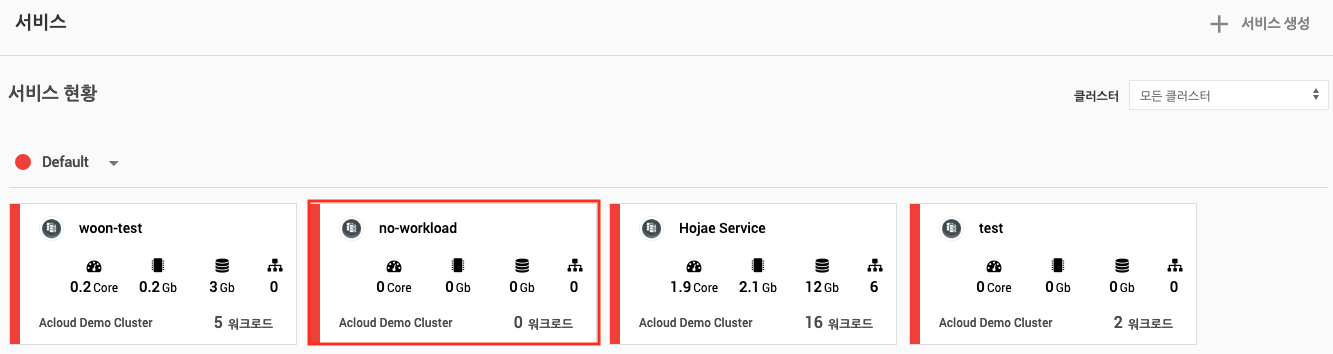 서비스
서비스 생성
서비스 현황
클러스터 모든 클러스터
Default
woon-test
0.2 Core 0.2 Gb 3 Gb 0
Acloud Demo Cluster 5 워크로드
no-workload
0 Core 0 Gb 0 Gb 0
Acloud Demo Cluster 0 워크로드
Hojae Service
1.9 Core 2.1 Gb 12 Gb 6
Acloud Demo Cluster 16 워크로드
test
0 Core 0 Gb 0 Gb 0
Acloud Demo Cluster 2 워크로드